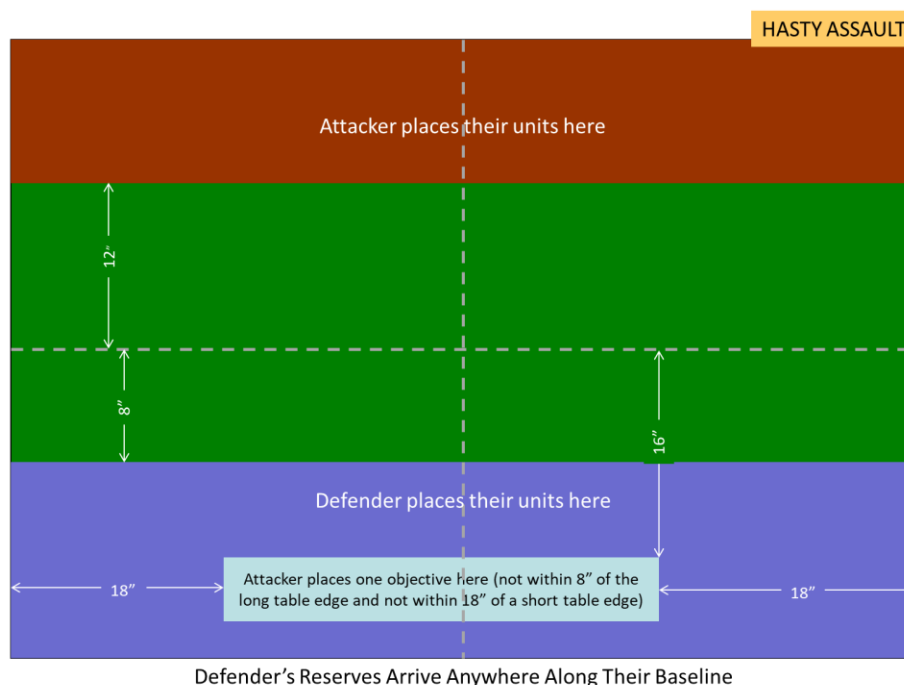 HASTY ASSAULT
Attacker places their units here
12"
8"
16"
Defender places their units here
Attacker places one objective here (not within 8” of the
long table edge and not within 18” of a short table edge)
18”
18”
Defender’s Reserves Arrive Anywhere Along Their Baseline